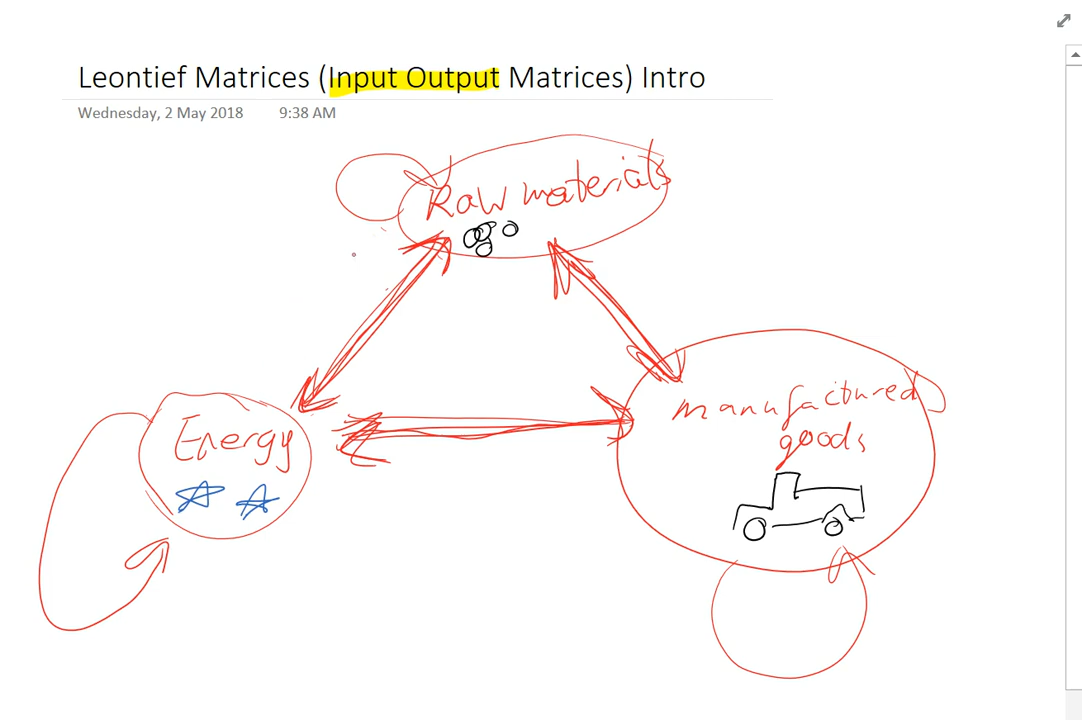 Leontief Matrices (Input Output Matrices) Intro
Wednesday, 2 May 2018 9:38 AM
Raw materials
Energy
manufactured
goods